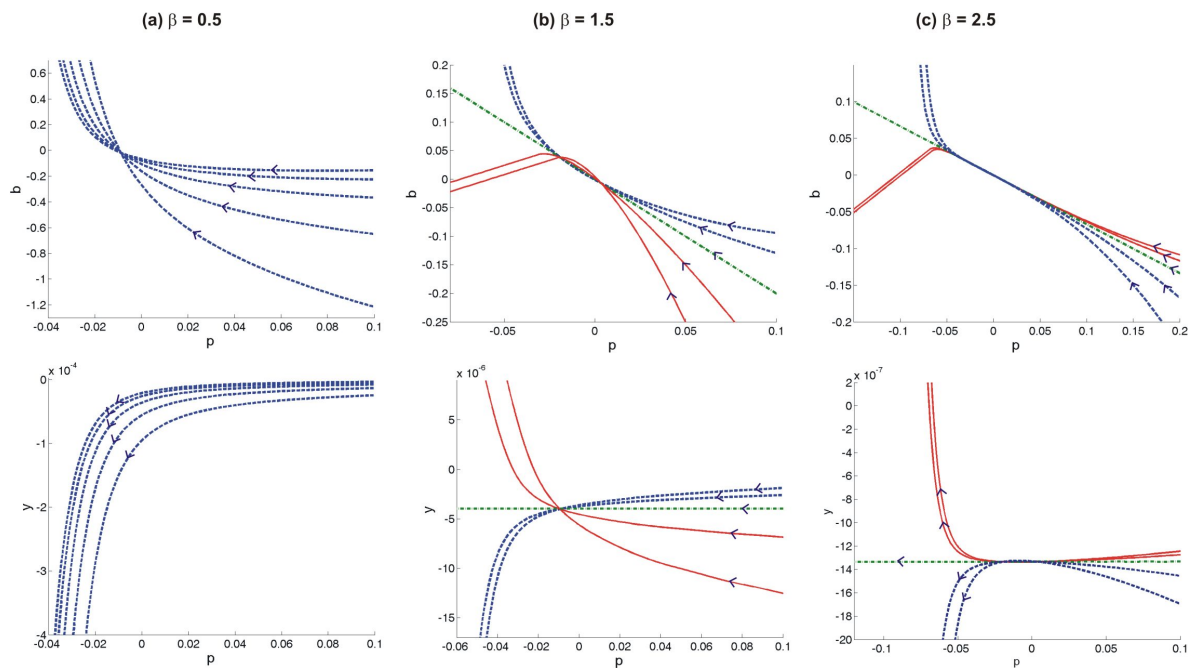 (a) β = 0.5
(b) β = 1.5
(c) β = 2.5
0.6
0.4
0.2
0
-0.2
-0.4
-0.6
-0.8
-1
-1.2
b
-0.04 -0.02 0 0.02 0.04 0.06 0.08 0.1
p
0.2
0.15
0.1
0.05
0
-0.05
-0.1
-0.15
-0.2
-0.25
b
-0.05 0 0.05 0.1
p
0.1
0.05
0
-0.05
-0.1
-0.15
-0.2
b
-0.1 -0.05 0 0.05 0.1 0.15 0.2
p
x 10⁻⁴
0
-1
-2
-3
-4
y
-0.04 -0.02 0 0.02 0.04 0.06 0.08 0.1
p
x 10⁻⁶
5
0
-5
-10
-15
y
-0.06 -0.04 -0.02 0 0.02 0.04 0.06 0.08 0.1
p
x 10⁻⁷
2
0
-2
-4
-6
-8
-10
-12
-14
-16
-18
-20
y
-0.1 -0.05 0 0.05 0.1
p